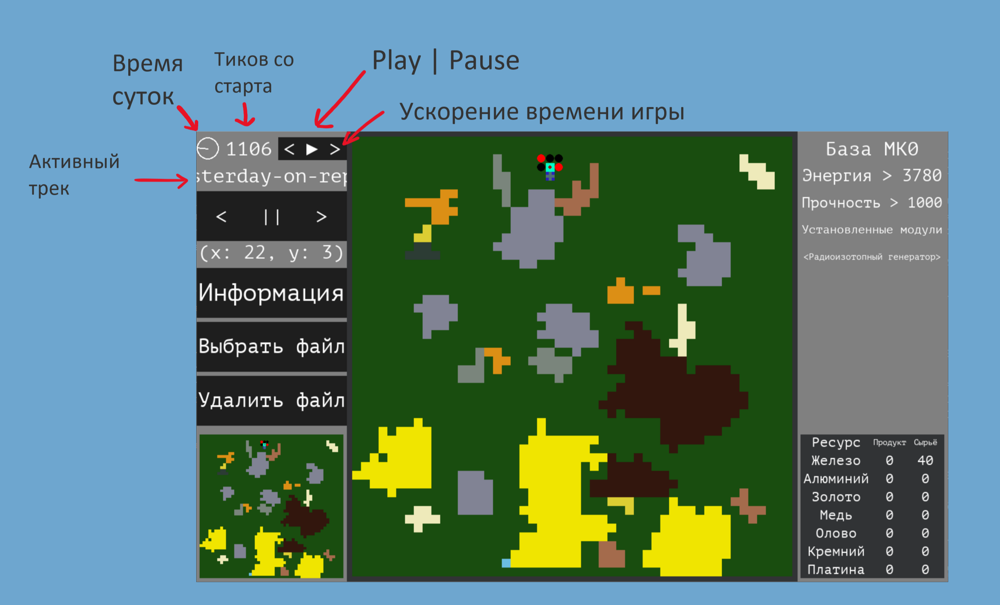 Время
суток
Тиков со
старта
Play | Pause
Ускорение времени игры
Активный
трек
1106 < ▶ >
sterday-on-rep
< || >
(x: 22, y: 3)
Информация
Выбрать файл
Удалить файл
База МК0
Энергия > 3780
Прочность > 1000
Установленные модули
<Радиоизотопный генератор>
Ресурс Продукт Сырьё
Железо 0 40
Алюминий 0 0
Золото 0 0
Медь 0 0
Олово 0 0
Кремний 0 0
Платина 0 0